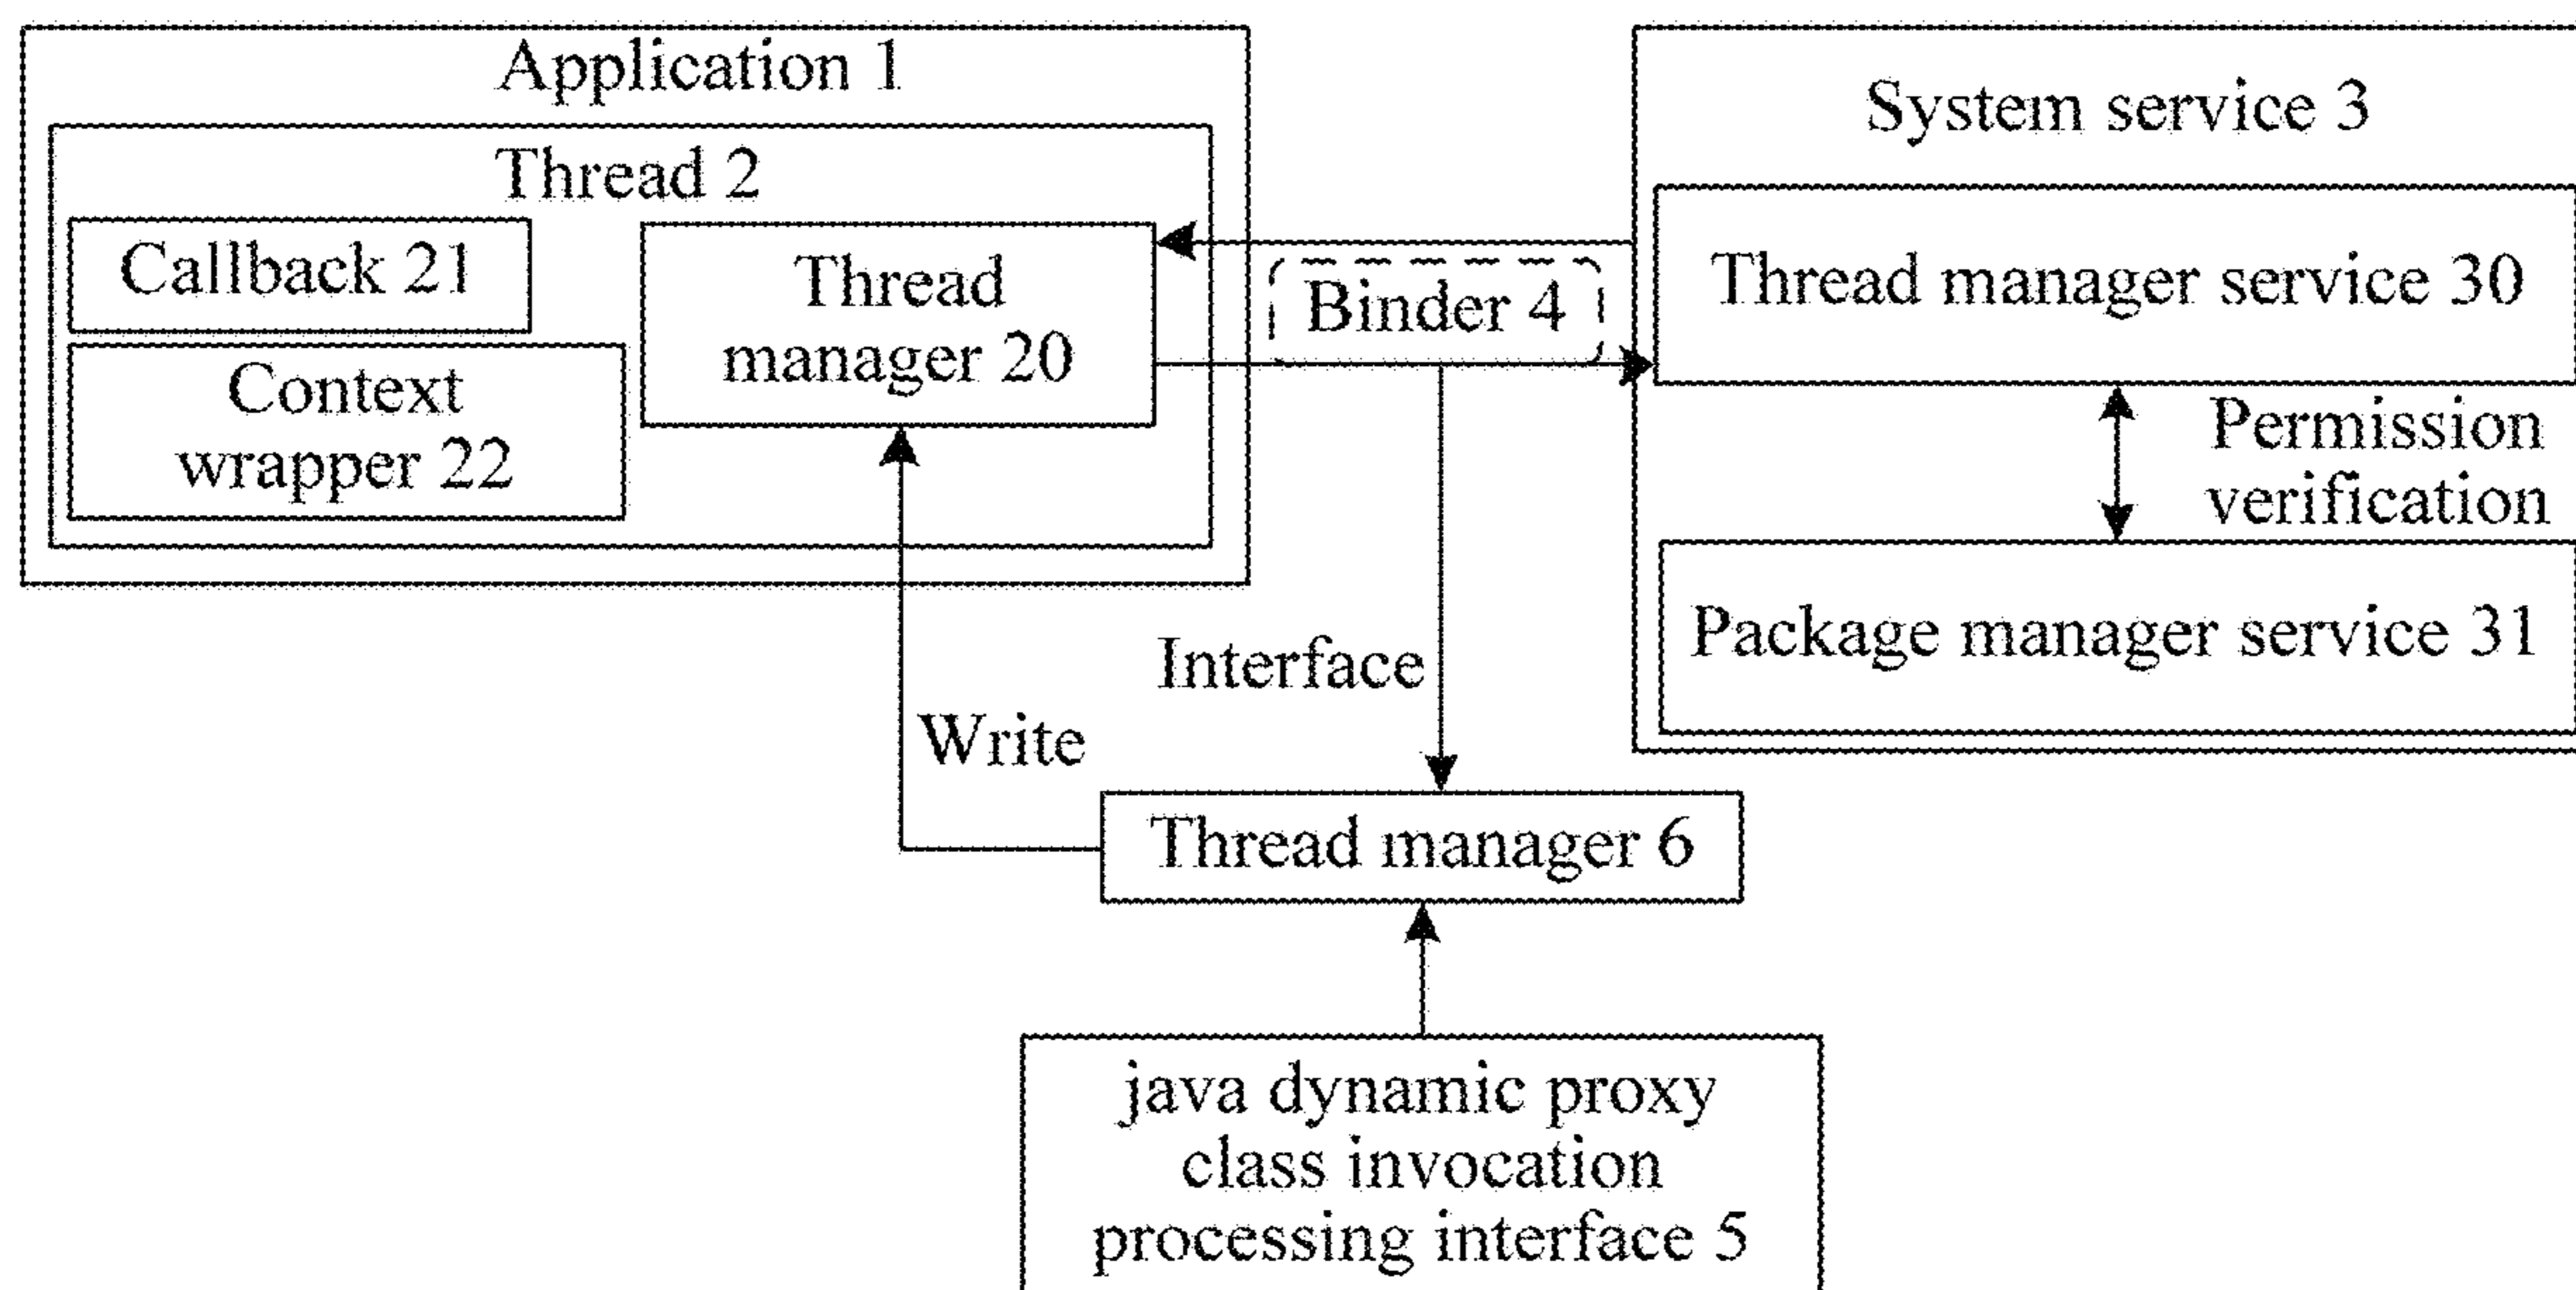 Application 1
Thread 2
Callback 21
Context
wrapper 22
Thread
manager 20
Binder 4
System service 3
Thread manager service 30
Permission
verification
Package manager service 31
Interface
Write
Thread manager 6
java dynamic proxy
class invocation
processing interface 5